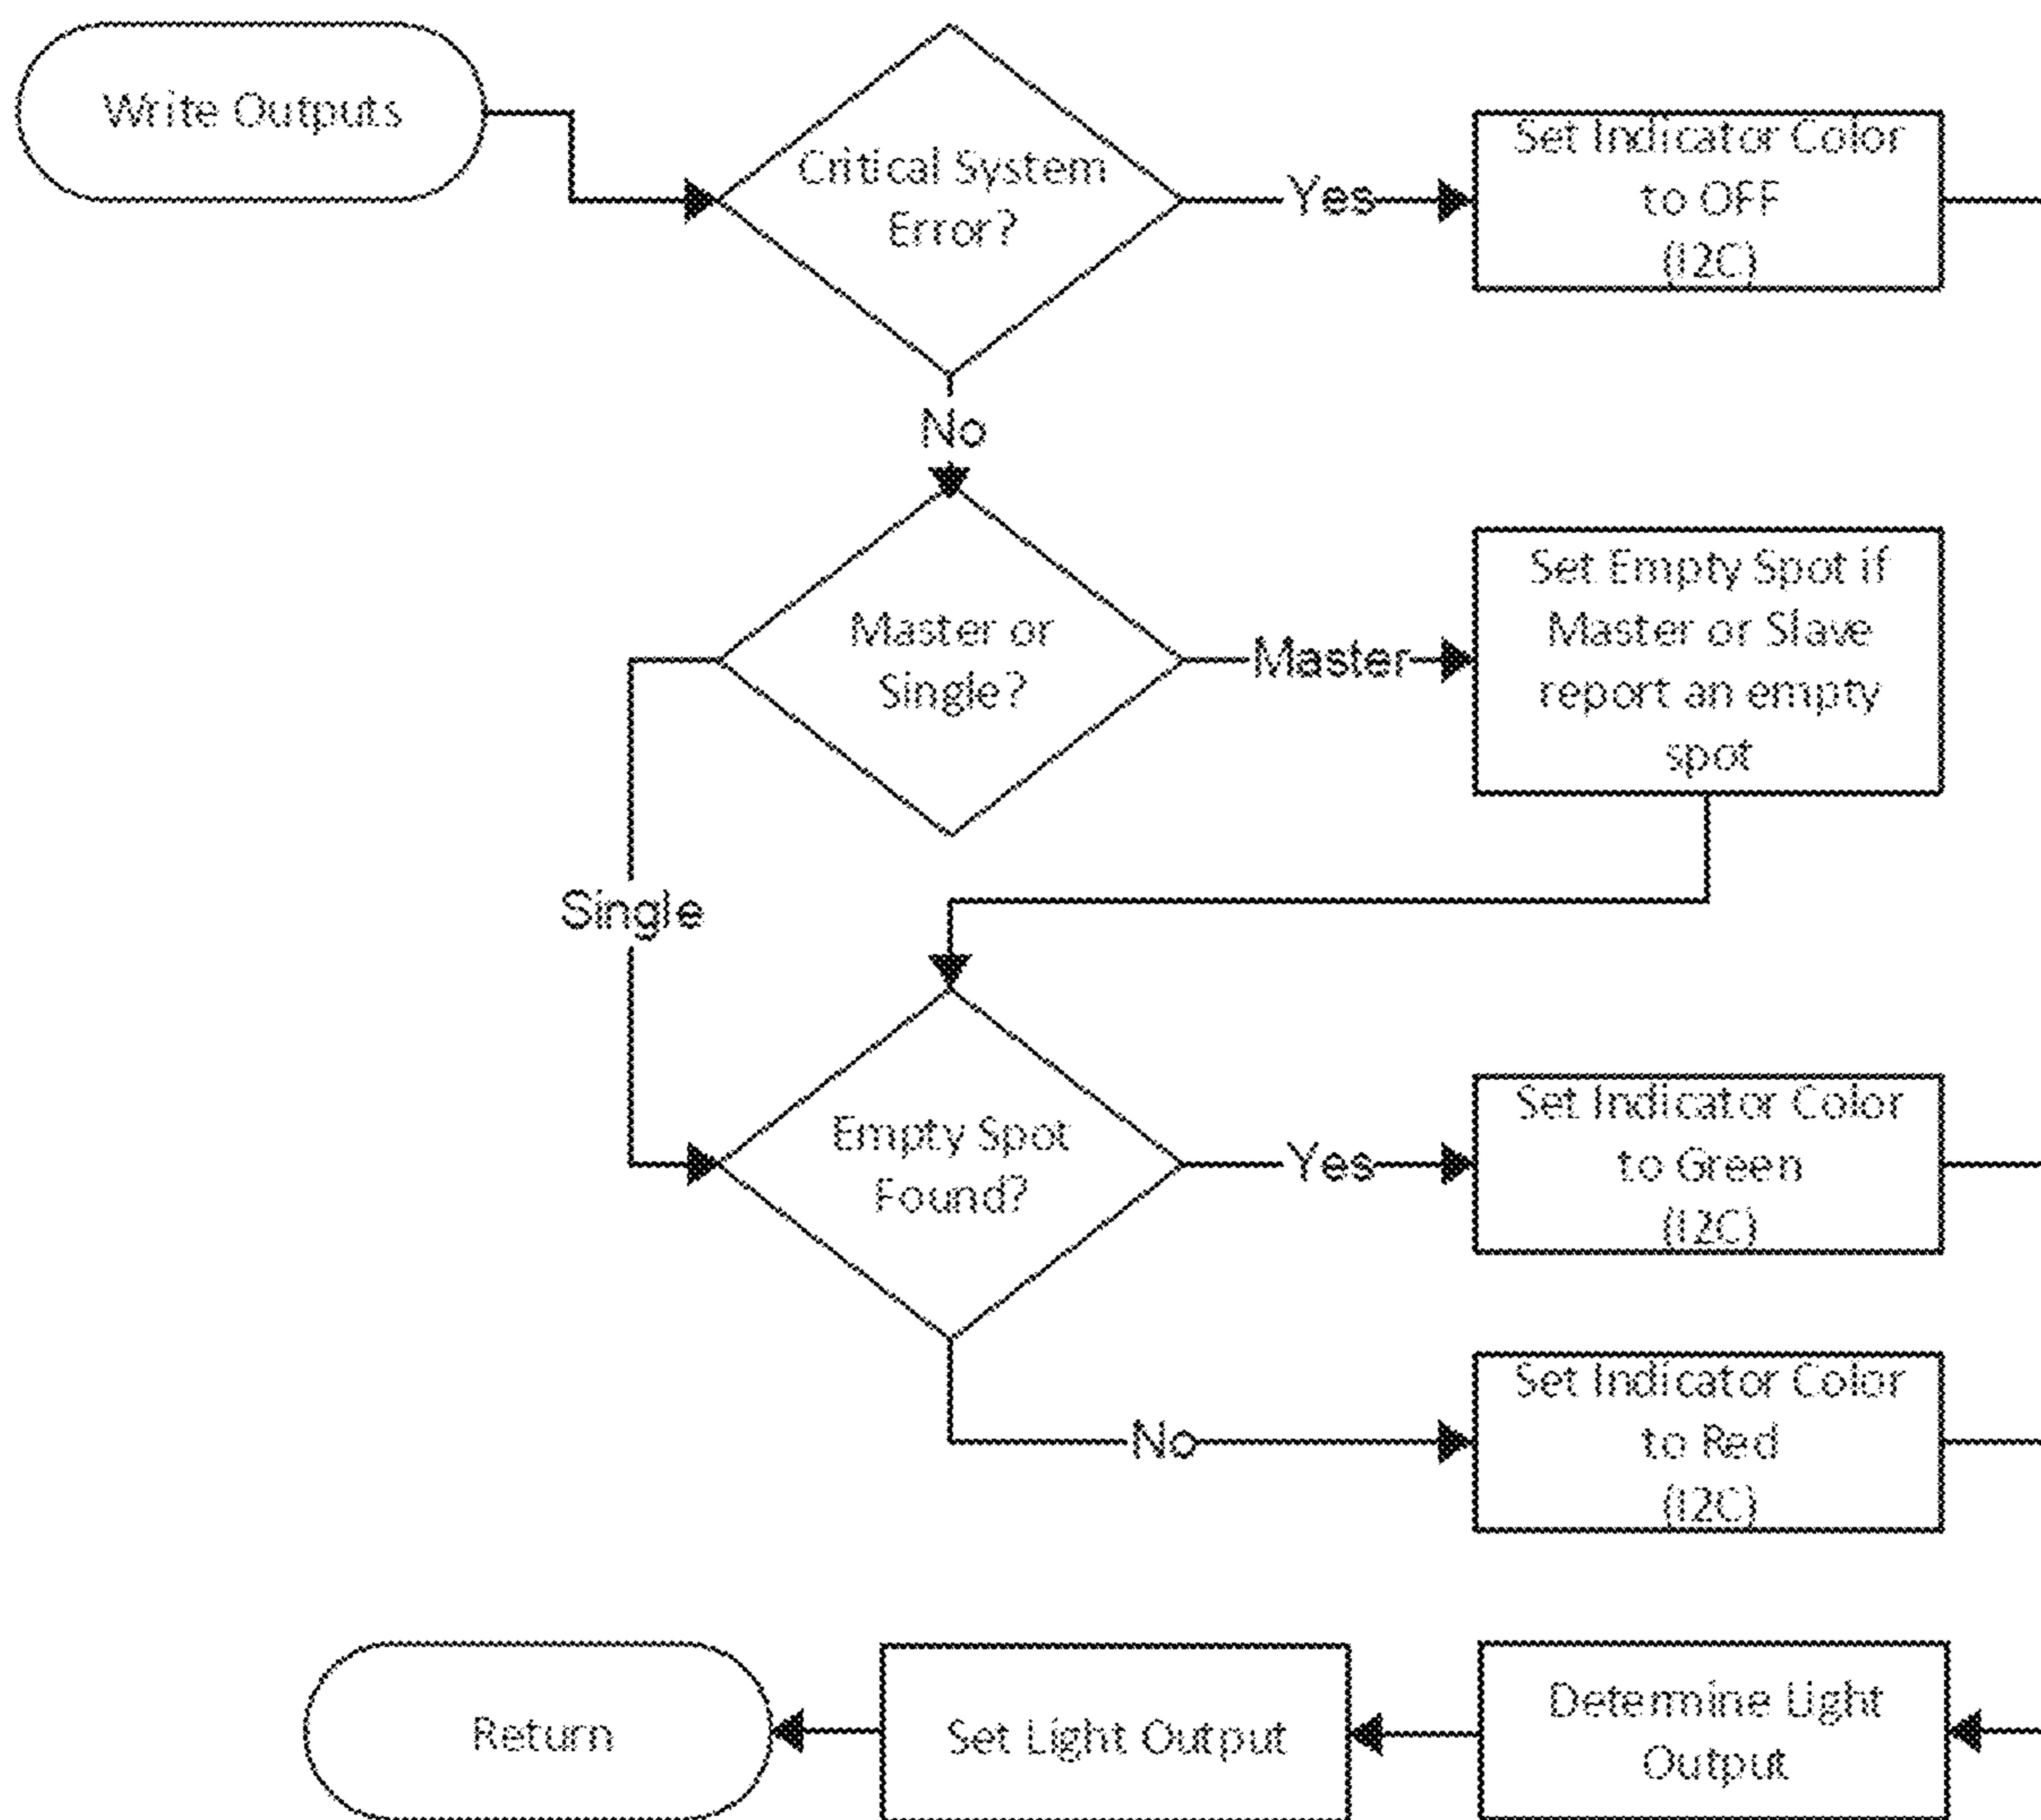 Write Outputs
Critical System
Error?
Yes
Set Indicator Color
to OFF
(I2C)
No
Master or
Single?
Master
Set Empty Spot if
Master or Slave
report an empty
spot
Single
Empty Spot
Found?
Yes
Set Indicator Color
to Green
(I2C)
No
Set Indicator Color
to Red
(I2C)
Return
Set Light Output
Determine Light
Output